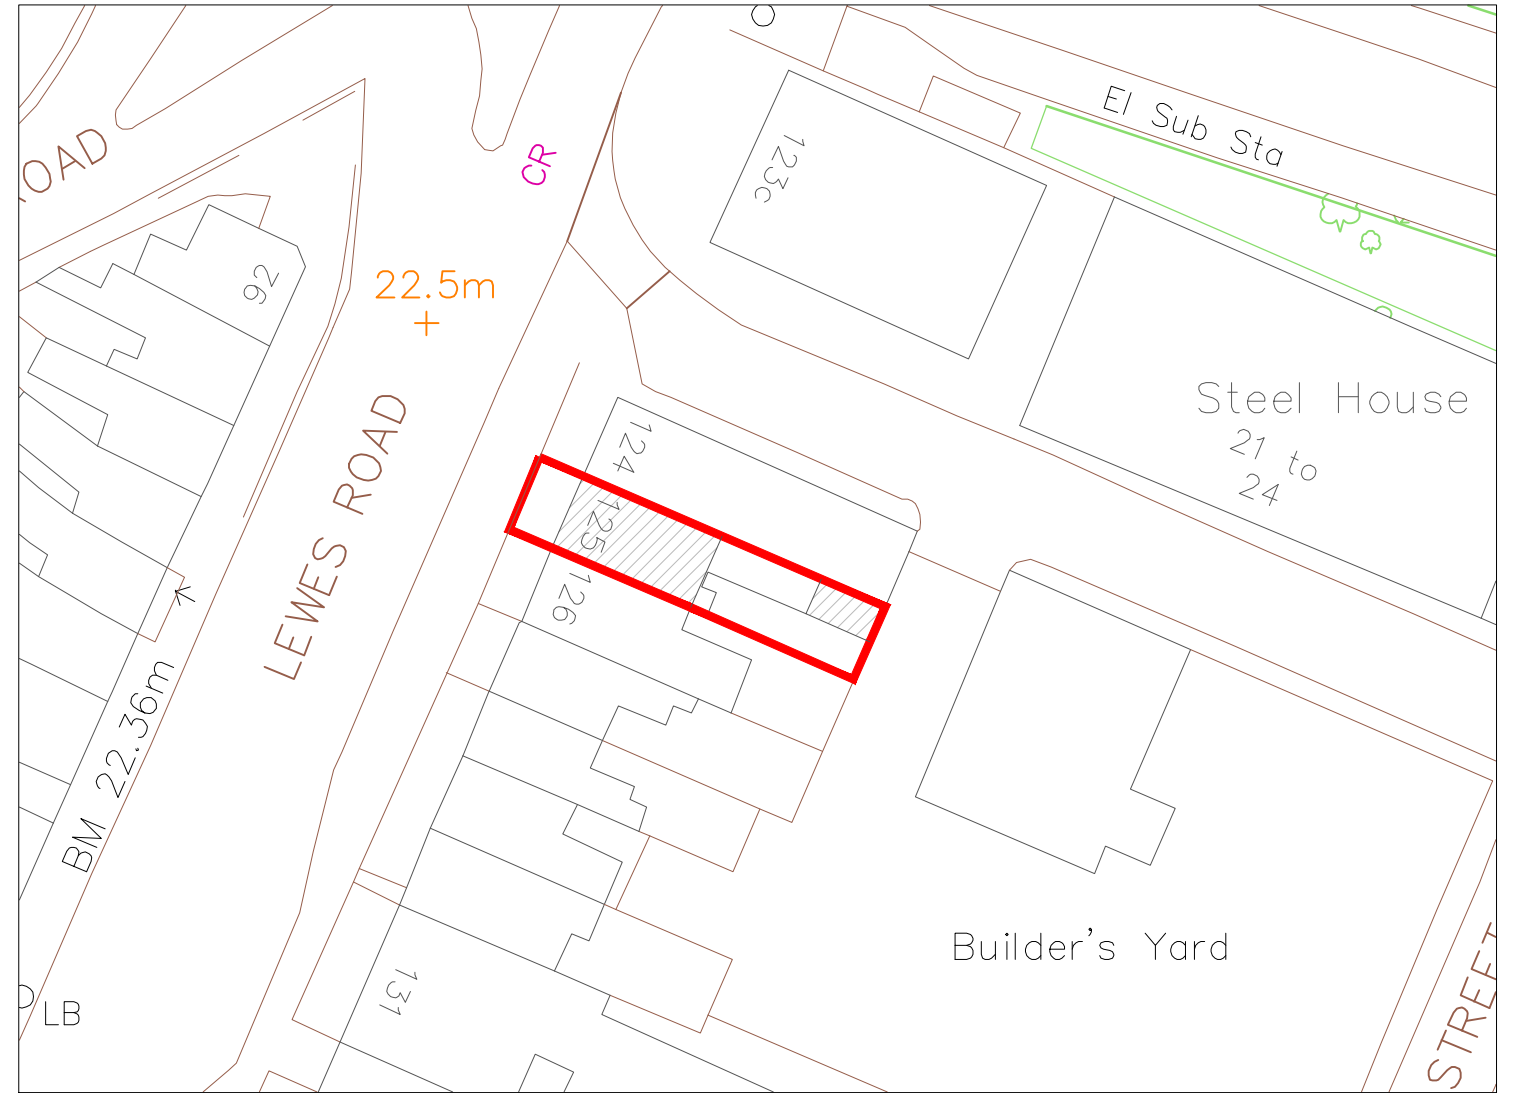 El Sub Sta
OAD
CR
123c
92
22.5m
Steel House
21 to
24
124
125
126
LEWES ROAD
BM 22.36m
Builder's Yard
131
LB
STREET